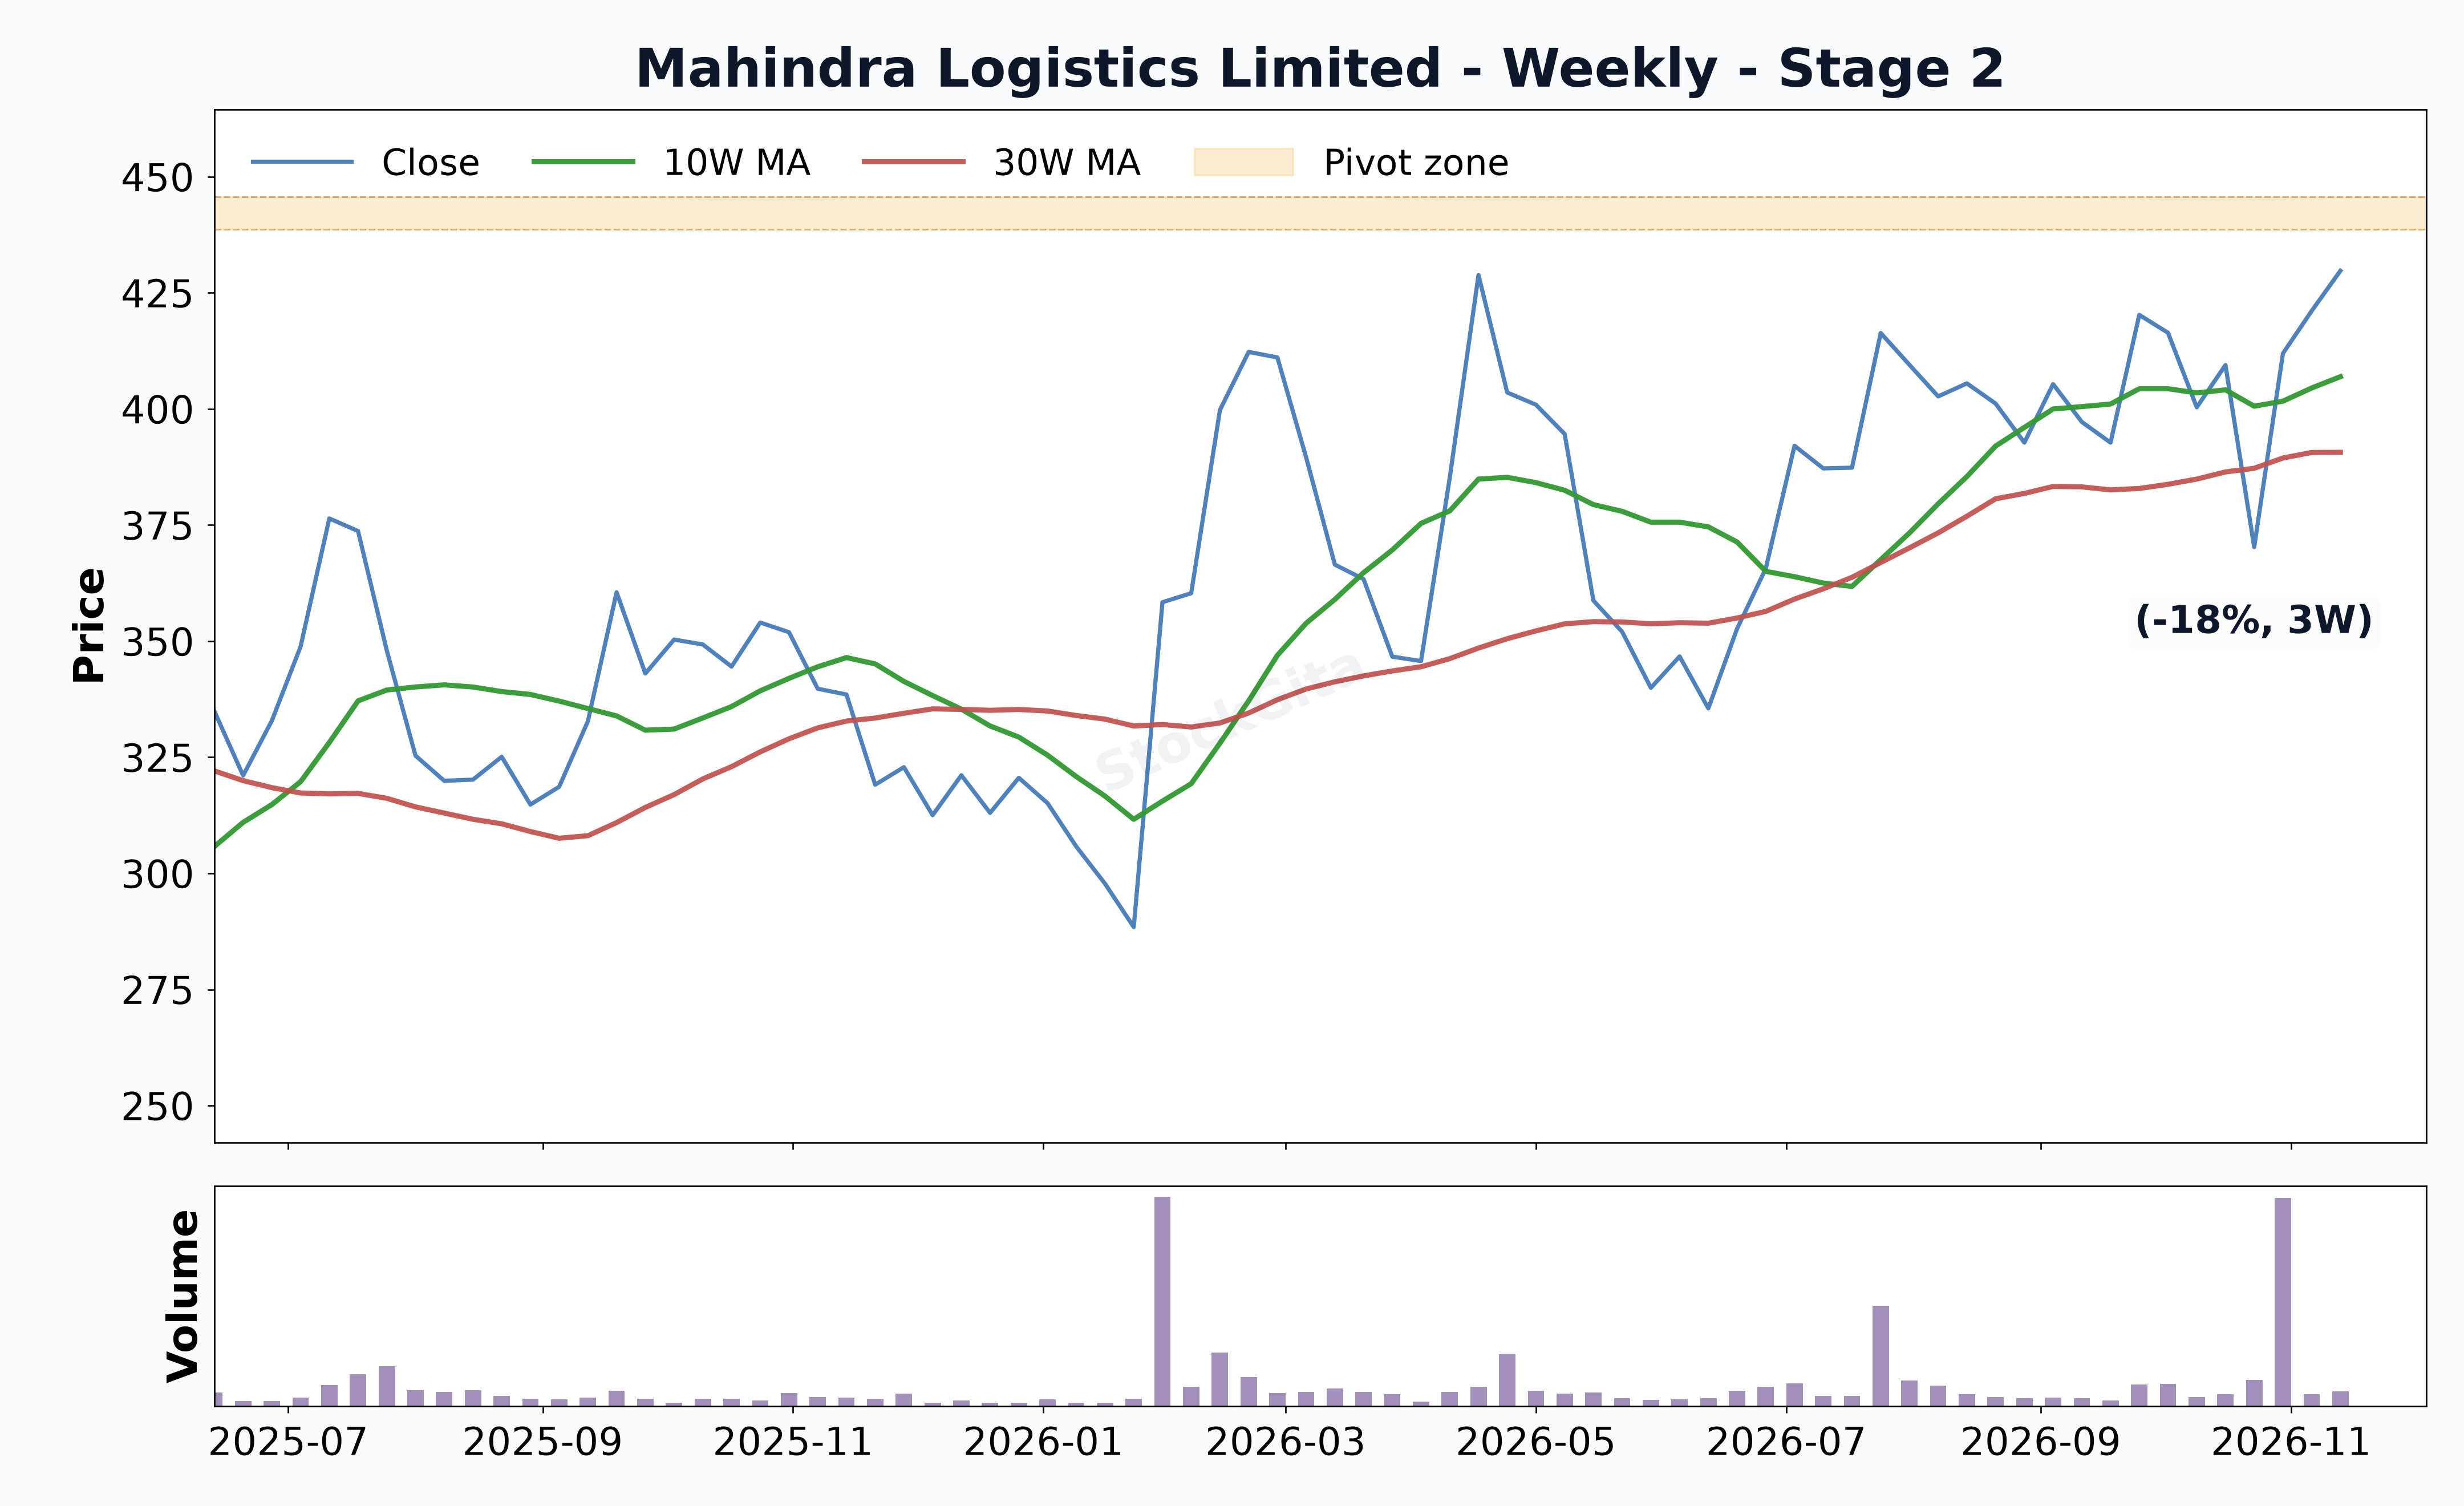 Mahindra Logistics Limited - Weekly - Stage 2
Close 10W MA 30W MA Pivot zone
450
425
400
375
350
325
300
275
250
Price
(-18%, 3W)
StockGita
Volume
2025-07 2025-09 2025-11 2026-01 2026-03 2026-05 2026-07 2026-09 2026-11